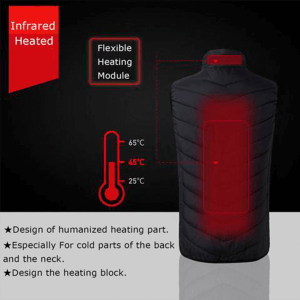 Infrared
Heated
Flexible
Heating
Module
65°C
45°C
25°C
★Design of humanized heating part.
★Especially For cold parts of the back
and the neck.
★Design the heating block.